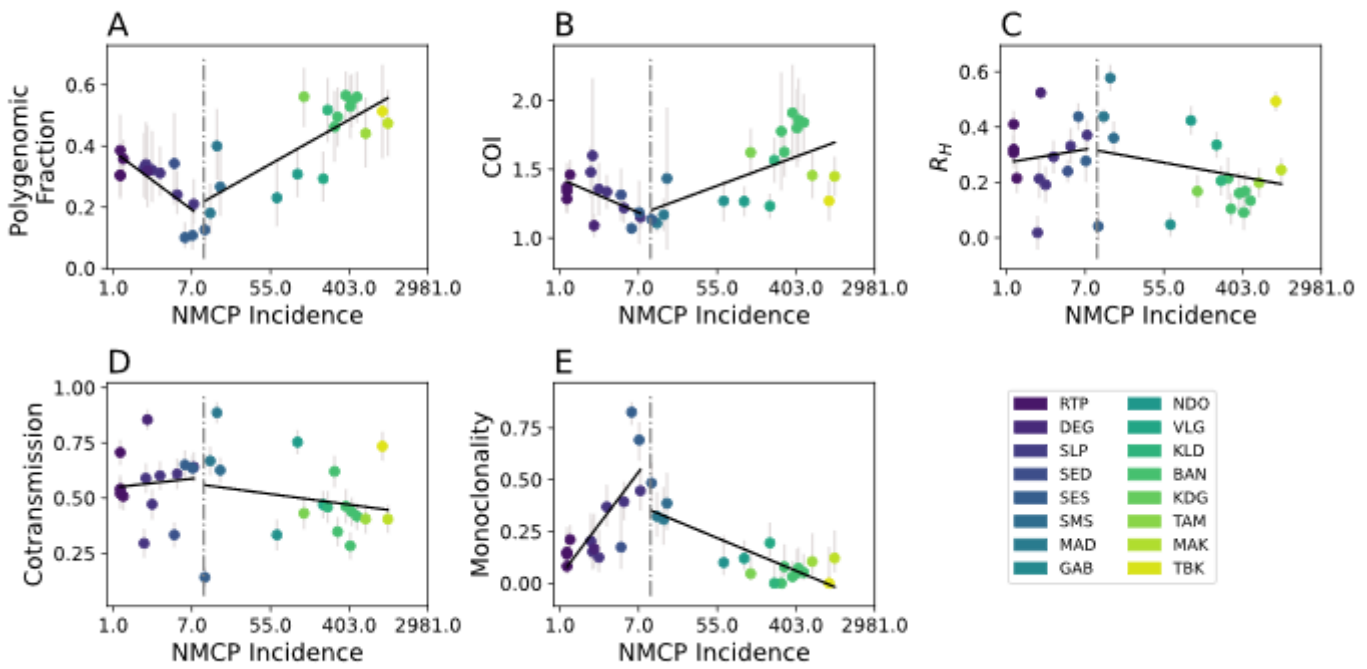 A
B
C
Polygenomic
Fraction
0.6
0.4
0.2
0.0
1.0 7.0 55.0 403.0 2981.0
NMCP Incidence
COI
2.0
1.5
1.0
1.0 7.0 55.0 403.0 2981.0
NMCP Incidence
R_H
0.6
0.4
0.2
0.0
1.0 7.0 55.0 403.0 2981.0
NMCP Incidence
D
E
Cotransmission
1.00
0.75
0.50
0.25
1.0 7.0 55.0 403.0 2981.0
NMCP Incidence
Monoclonality
0.75
0.50
0.25
0.00
1.0 7.0 55.0 403.0 2981.0
NMCP Incidence
RTP NDO
DEG VLG
SLP KLD
SED BAN
SES KDG
SMS TAM
MAD MAK
GAB TBK